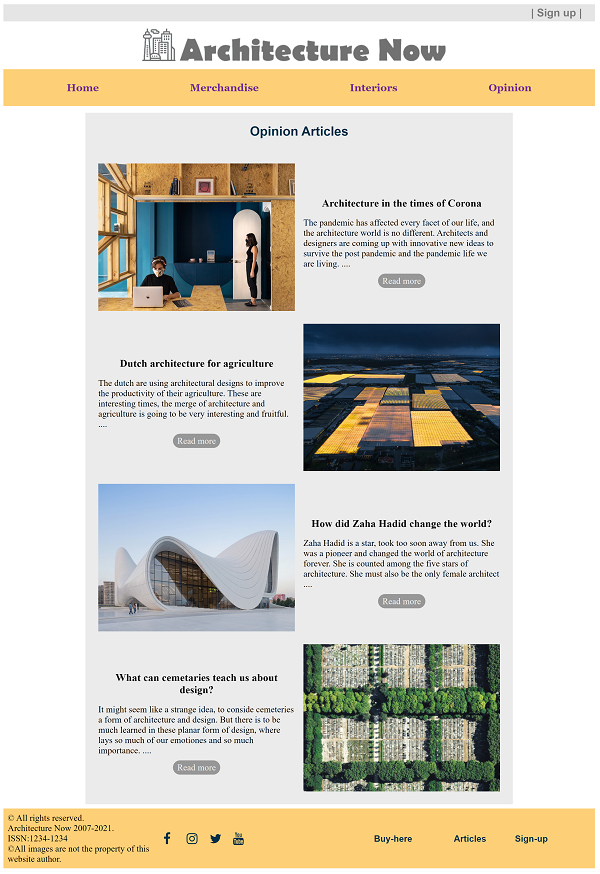 | Sign up |
Architecture Now
Home Merchandise Interiors Opinion
Opinion Articles
Architecture in the times of Corona
The pandemic has affected every facet of our life, and
the architecture world is no different. Architects and
designers are coming up with innovative new ideas to
survive the post pandemic and the pandemic life we
are living. ....
Read more
Dutch architecture for agriculture
The dutch are using architectural designs to improve
the productivity of their agriculture. These are
interesting times, the merge of architecture and
agriculture is going to be very interesting and fruitful.
....
Read more
How did Zaha Hadid change the world?
Zaha Hadid is a star, took too soon away from us. She
was a pioneer and changed the world of architecture
forever. She is counted among the five stars of
architecture. She must also be the only female architect
....
Read more
What can cemetaries teach us about
design?
It might seem like a strange idea, to conside cemeteries
a form of architecture and design. But there is to be
much learned in these planar form of design, where
lays so much of our emotiones and so much
importance. ....
Read more
© All rights reserved.
Architecture Now 2007-2021.
ISSN:1234-1234
©All images are not the property of this
website author.
You Tube
Buy-here Articles Sign-up